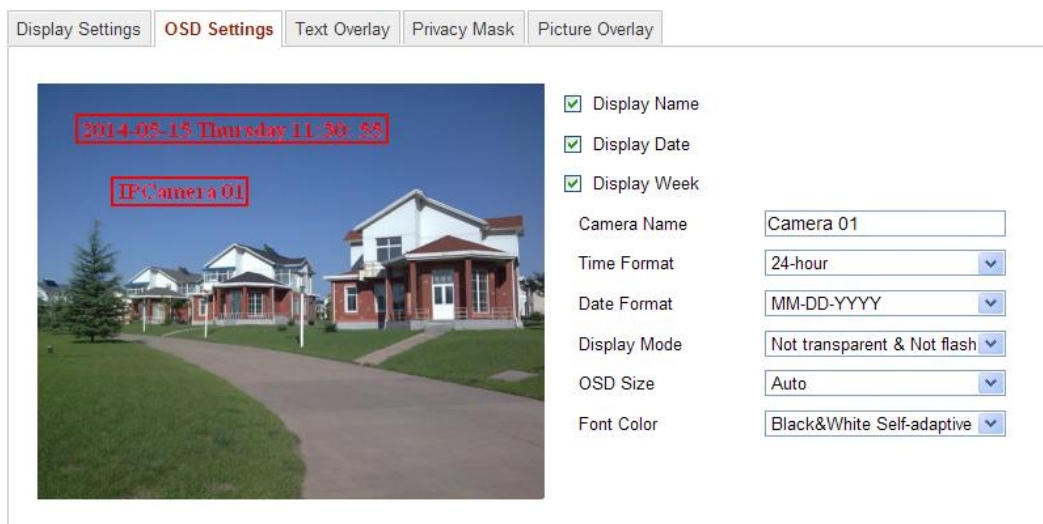 Display Settings
OSD Settings
Text Overlay
Privacy Mask
Picture Overlay
2014-05-15 Thursday 11:50:55
IPCamera 01
Display Name
Display Date
Display Week
Camera Name
Camera 01
Time Format
24-hour
Date Format
MM-DD-YYYY
Display Mode
Not transparent & Not flash
OSD Size
Auto
Font Color
Black&White Self-adaptive